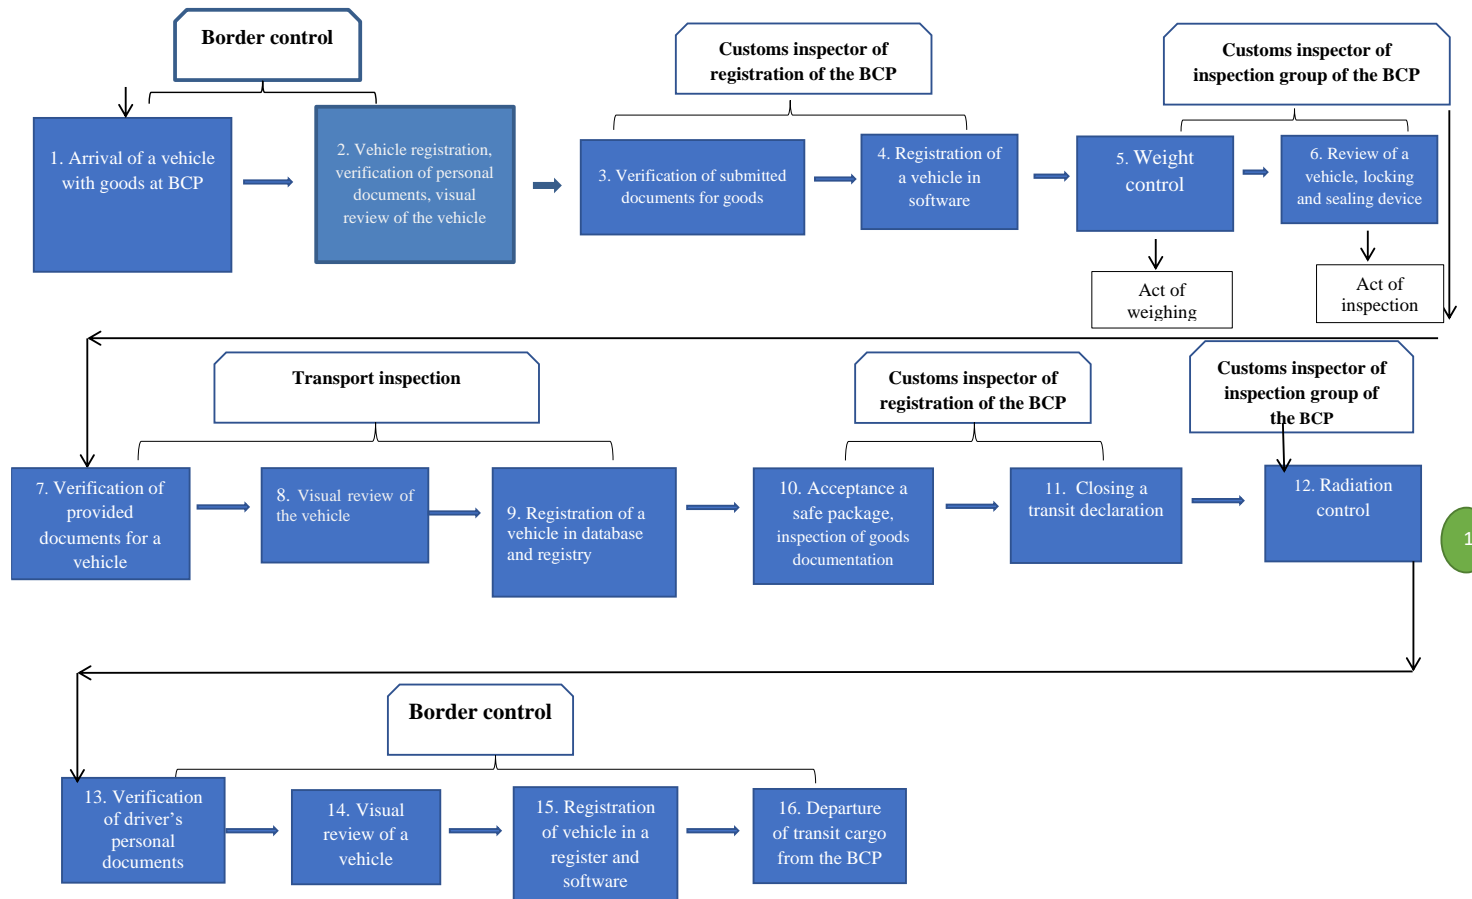 Border control
Customs inspector of
registration of the BCP
Customs inspector of
inspection group of the BCP
1. Arrival of a vehicle
with goods at BCP
2. Vehicle registration,
verification of personal
documents, visual
review of the vehicle
3. Verification of submitted
documents for goods
4. Registration of
a vehicle in
software
5. Weight
control
6. Review of a
vehicle, locking
and sealing device
Act of
weighing
Act of
inspection
Transport inspection
Customs inspector of
registration of the BCP
Customs inspector of
inspection group of
the BCP
7. Verification of
provided
documents for a
vehicle
8. Visual review of
the vehicle
9. Registration of a
vehicle in database
and registry
10. Acceptance a
safe package,
inspection of goods
documentation
11. Closing a
transit declaration
12. Radiation
control
1
Border control
13. Verification
of driver’s
personal
documents
14. Visual
review of a
vehicle
15. Registration
of vehicle in a
register and
software
16. Departure
of transit cargo
from the BCP